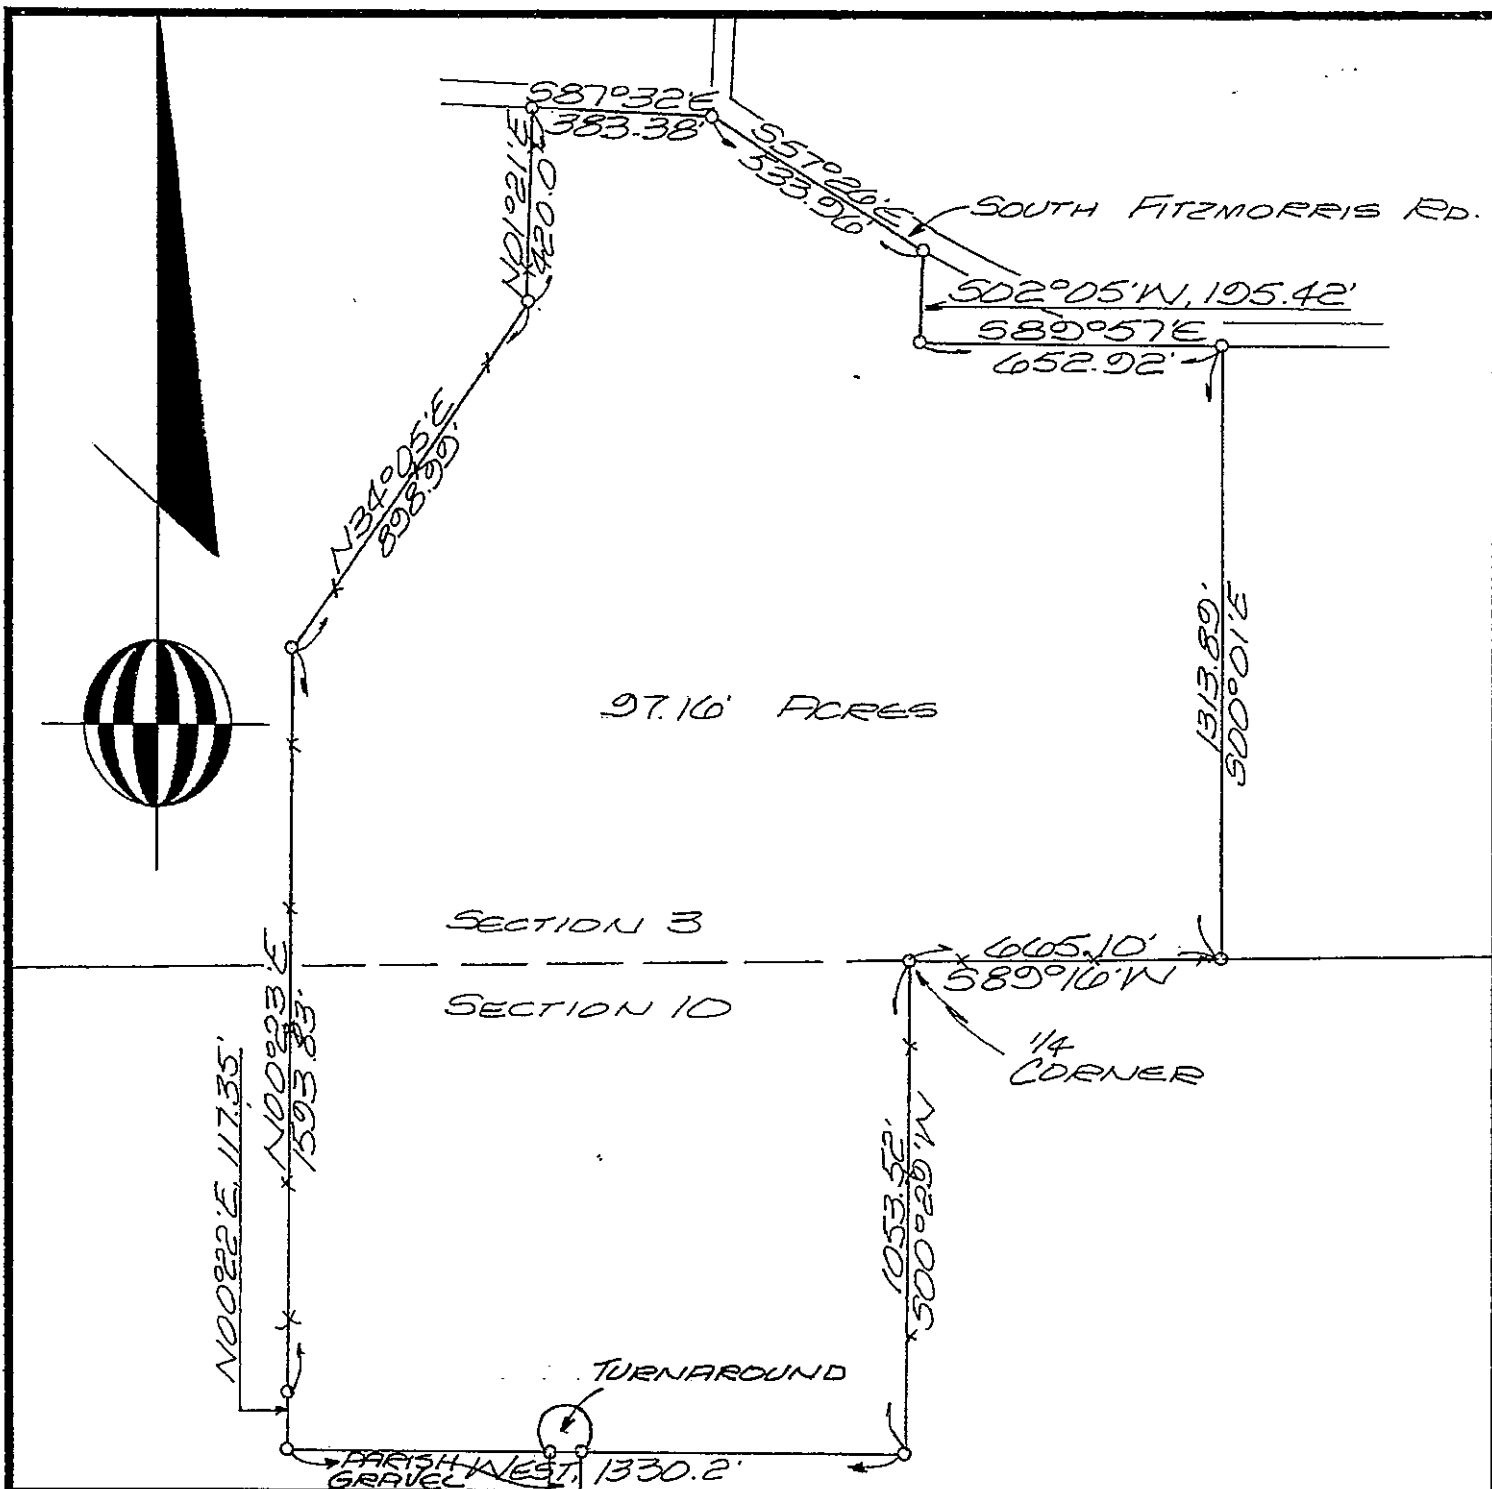 S87°32'E
383.38'
N01°21'E
420.0
S57°26'E
533.96'
SOUTH FITZMORRIS RD.
S02°05'W, 195.42'
S89°57'E
652.92'
N34°05'E
898.99'
1313.89'
S00°01'E
97.16' ACRES
SECTION 3
665.10'
S89°16'W
SECTION 10
1/4
CORNER
N00°23'E
1593.83'
N00°22'E, 117.35'
1053.52'
S00°29'W
TURNAROUND
PARISH
GRAVEL
WEST, 1330.2'